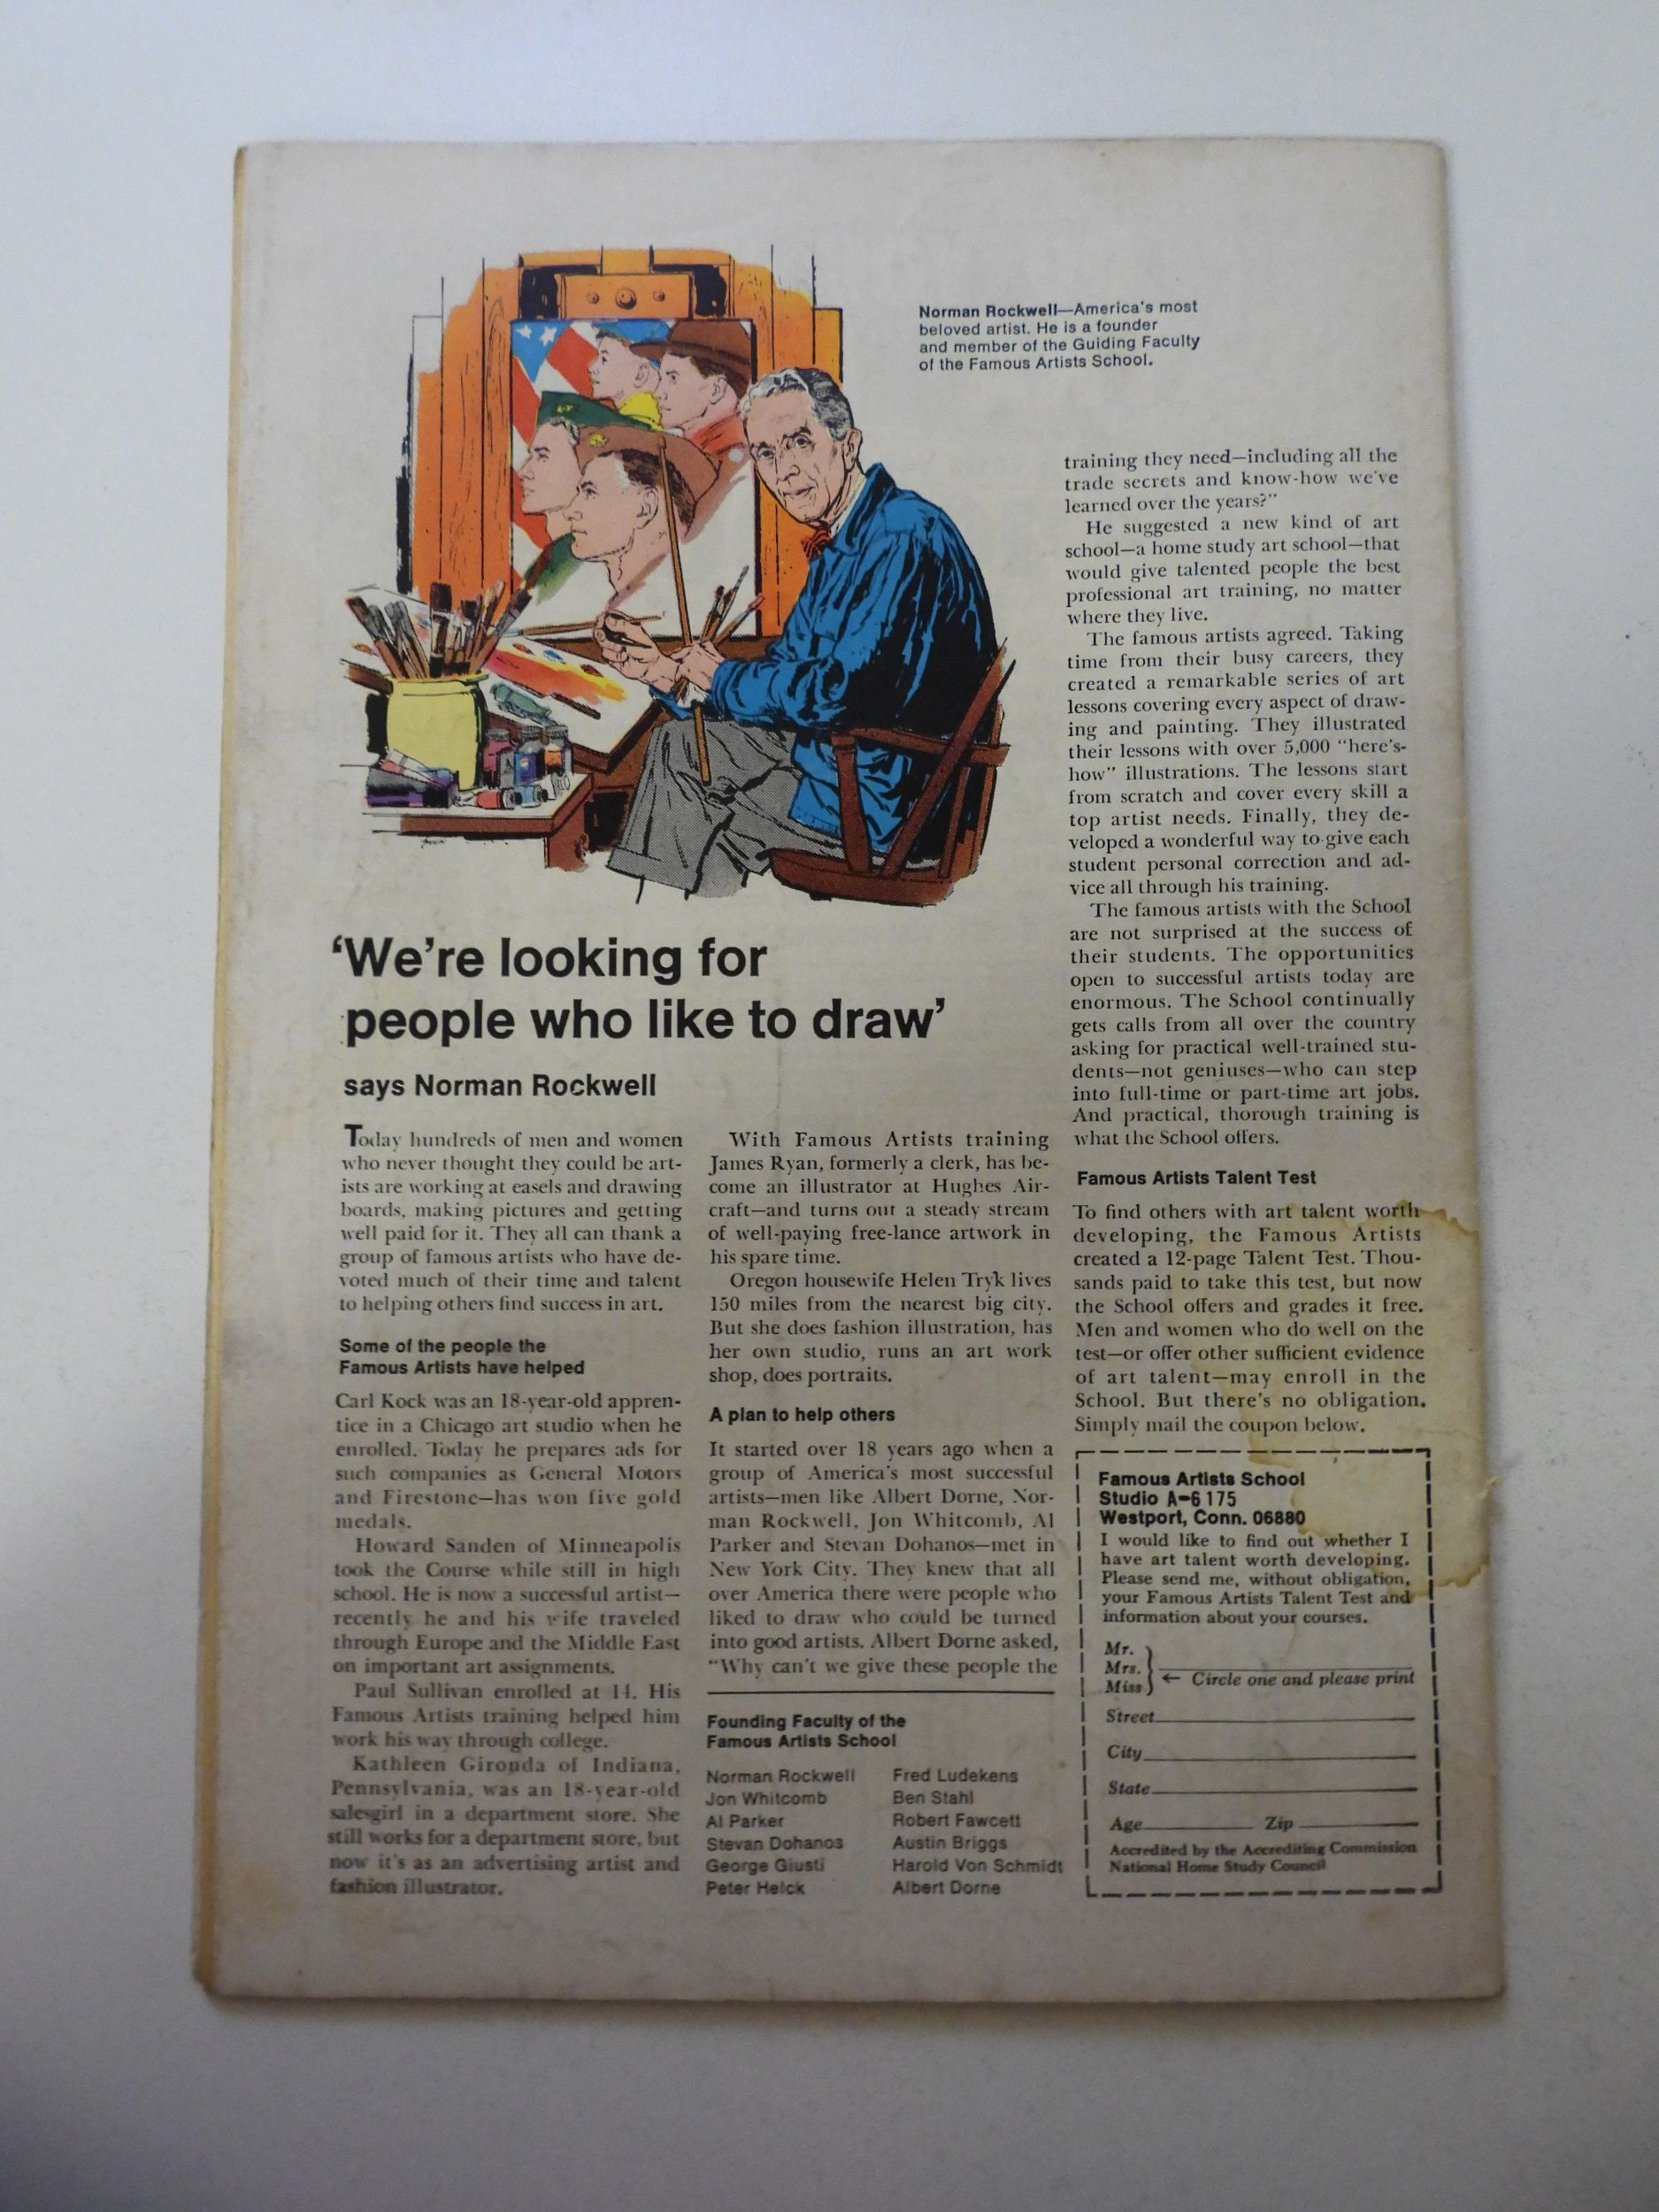 Norman Rockwell—America's most
beloved artist. He is a founder
and member of the Guiding Faculty
of the Famous Artists School.
'We're looking for
people who like to draw'
says Norman Rockwell
Today hundreds of men and women
who never thought they could be art-
ists are working at easels and drawing
boards, making pictures and getting
well paid for it. They all can thank a
group of famous artists who have de-
voted much of their time and talent
to helping others find success in art.
Some of the people the
Famous Artists have helped
Carl Kock was an 18-year-old appren-
tice in a Chicago art studio when he
enrolled. Today he prepares ads for
such companies as General Motors
and Firestone—has won five gold
medals.
Howard Sanden of Minneapolis
took the Course while still in high
school. He is now a successful artist—
recently he and his wife traveled
through Europe and the Middle East
on important art assignments.
Paul Sullivan enrolled at 14. His
Famous Artists training helped him
work his way through college.
Kathleen Gironda of Indiana,
Pennsylvania, was an 18-year-old
salesgirl in a department store. She
still works for a department store, but
now it's as an advertising artist and
fashion illustrator.
With Famous Artists training
James Ryan, formerly a clerk, has be-
come an illustrator at Hughes Air-
craft—and turns out a steady stream
of well-paying free-lance artwork in
his spare time.
Oregon housewife Helen Tryk lives
150 miles from the nearest big city.
But she does fashion illustration, has
her own studio, runs an art work
shop, does portraits.
A plan to help others
It started over 18 years ago when a
group of America's most successful
artists—men like Albert Dorne, Nor-
man Rockwell, Jon Whitcomb, Al
Parker and Stevan Dohanos—met in
New York City. They knew that all
over America there were people who
liked to draw who could be turned
into good artists. Albert Dorne asked,
"Why can't we give these people the
Founding Faculty of the
Famous Artists School
Norman Rockwell
Jon Whitcomb
Al Parker
Stevan Dohanos
George Giusti
Peter Helck
Fred Ludekens
Ben Stahl
Robert Fawcett
Austin Briggs
Harold Von Schmidt
Albert Dorne
training they need—including all the
trade secrets and know-how we've
learned over the years?"
He suggested a new kind of art
school—a home study art school—that
would give talented people the best
professional art training, no matter
where they live.
The famous artists agreed. Taking
time from their busy careers, they
created a remarkable series of art
lessons covering every aspect of draw-
ing and painting. They illustrated
their lessons with over 5,000 "here's-
how" illustrations. The lessons start
from scratch and cover every skill a
top artist needs. Finally, they de-
veloped a wonderful way to give each
student personal correction and ad-
vice all through his training.
The famous artists with the School
are not surprised at the success of
their students. The opportunities
open to successful artists today are
enormous. The School continually
gets calls from all over the country
asking for practical well-trained stu-
dents—not geniuses—who can step
into full-time or part-time art jobs.
And practical, thorough training is
what the School offers.
Famous Artists Talent Test
To find others with art talent worth
developing, the Famous Artists
created a 12-page Talent Test. Thou-
sands paid to take this test, but now
the School offers and grades it free.
Men and women who do well on the
test—or offer other sufficient evidence
of art talent—may enroll in the
School. But there's no obligation.
Simply mail the coupon below.
Famous Artists School
Studio A-6175
Westport, Conn. 06880
I would like to find out whether I
have art talent worth developing.
Please send me, without obligation,
your Famous Artists Talent Test and
information about your courses.
Mr.
Mrs.
Miss
← Circle one and please print
Street
City
State
Age Zip
Accredited by the Accrediting Commission
National Home Study Council